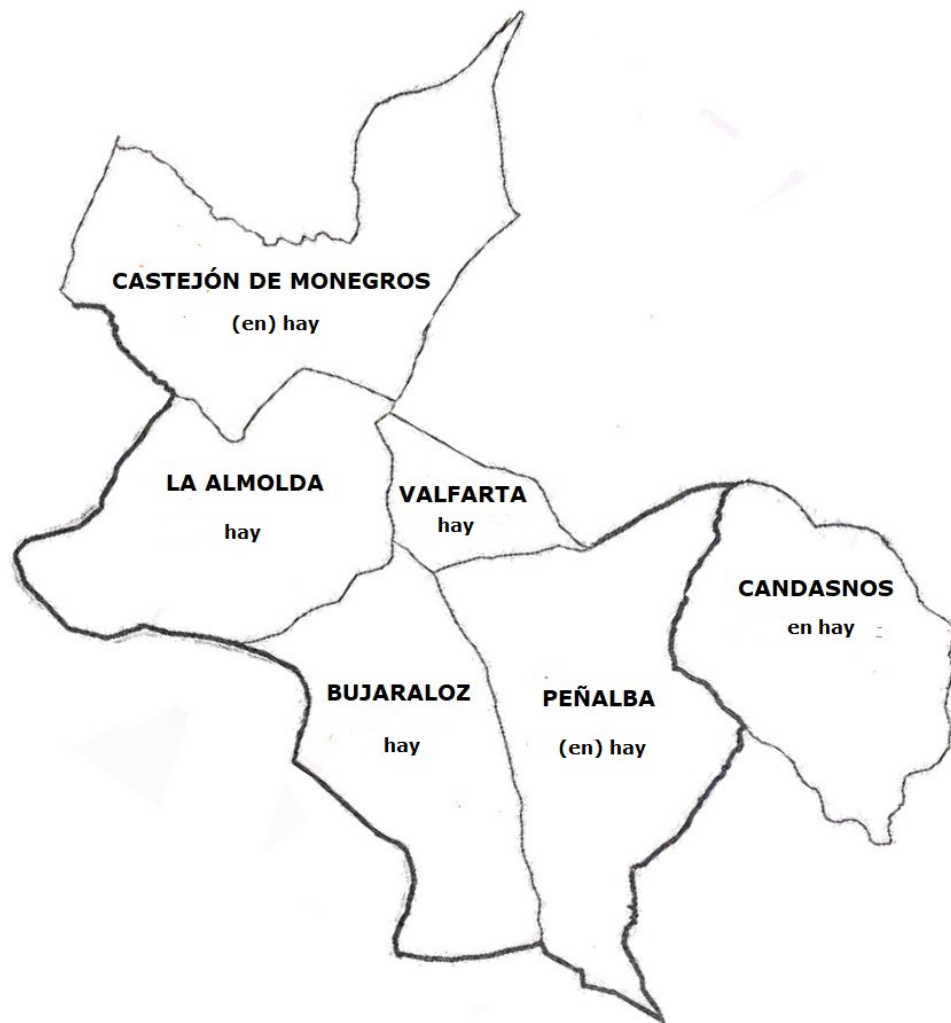 CASTEJÓN DE MONEGROS
(en) hay
LA ALMOLDA
hay
VALFARTA
hay
CANDASNOS
en hay
BUJARALOZ
hay
PEÑALBA
(en) hay